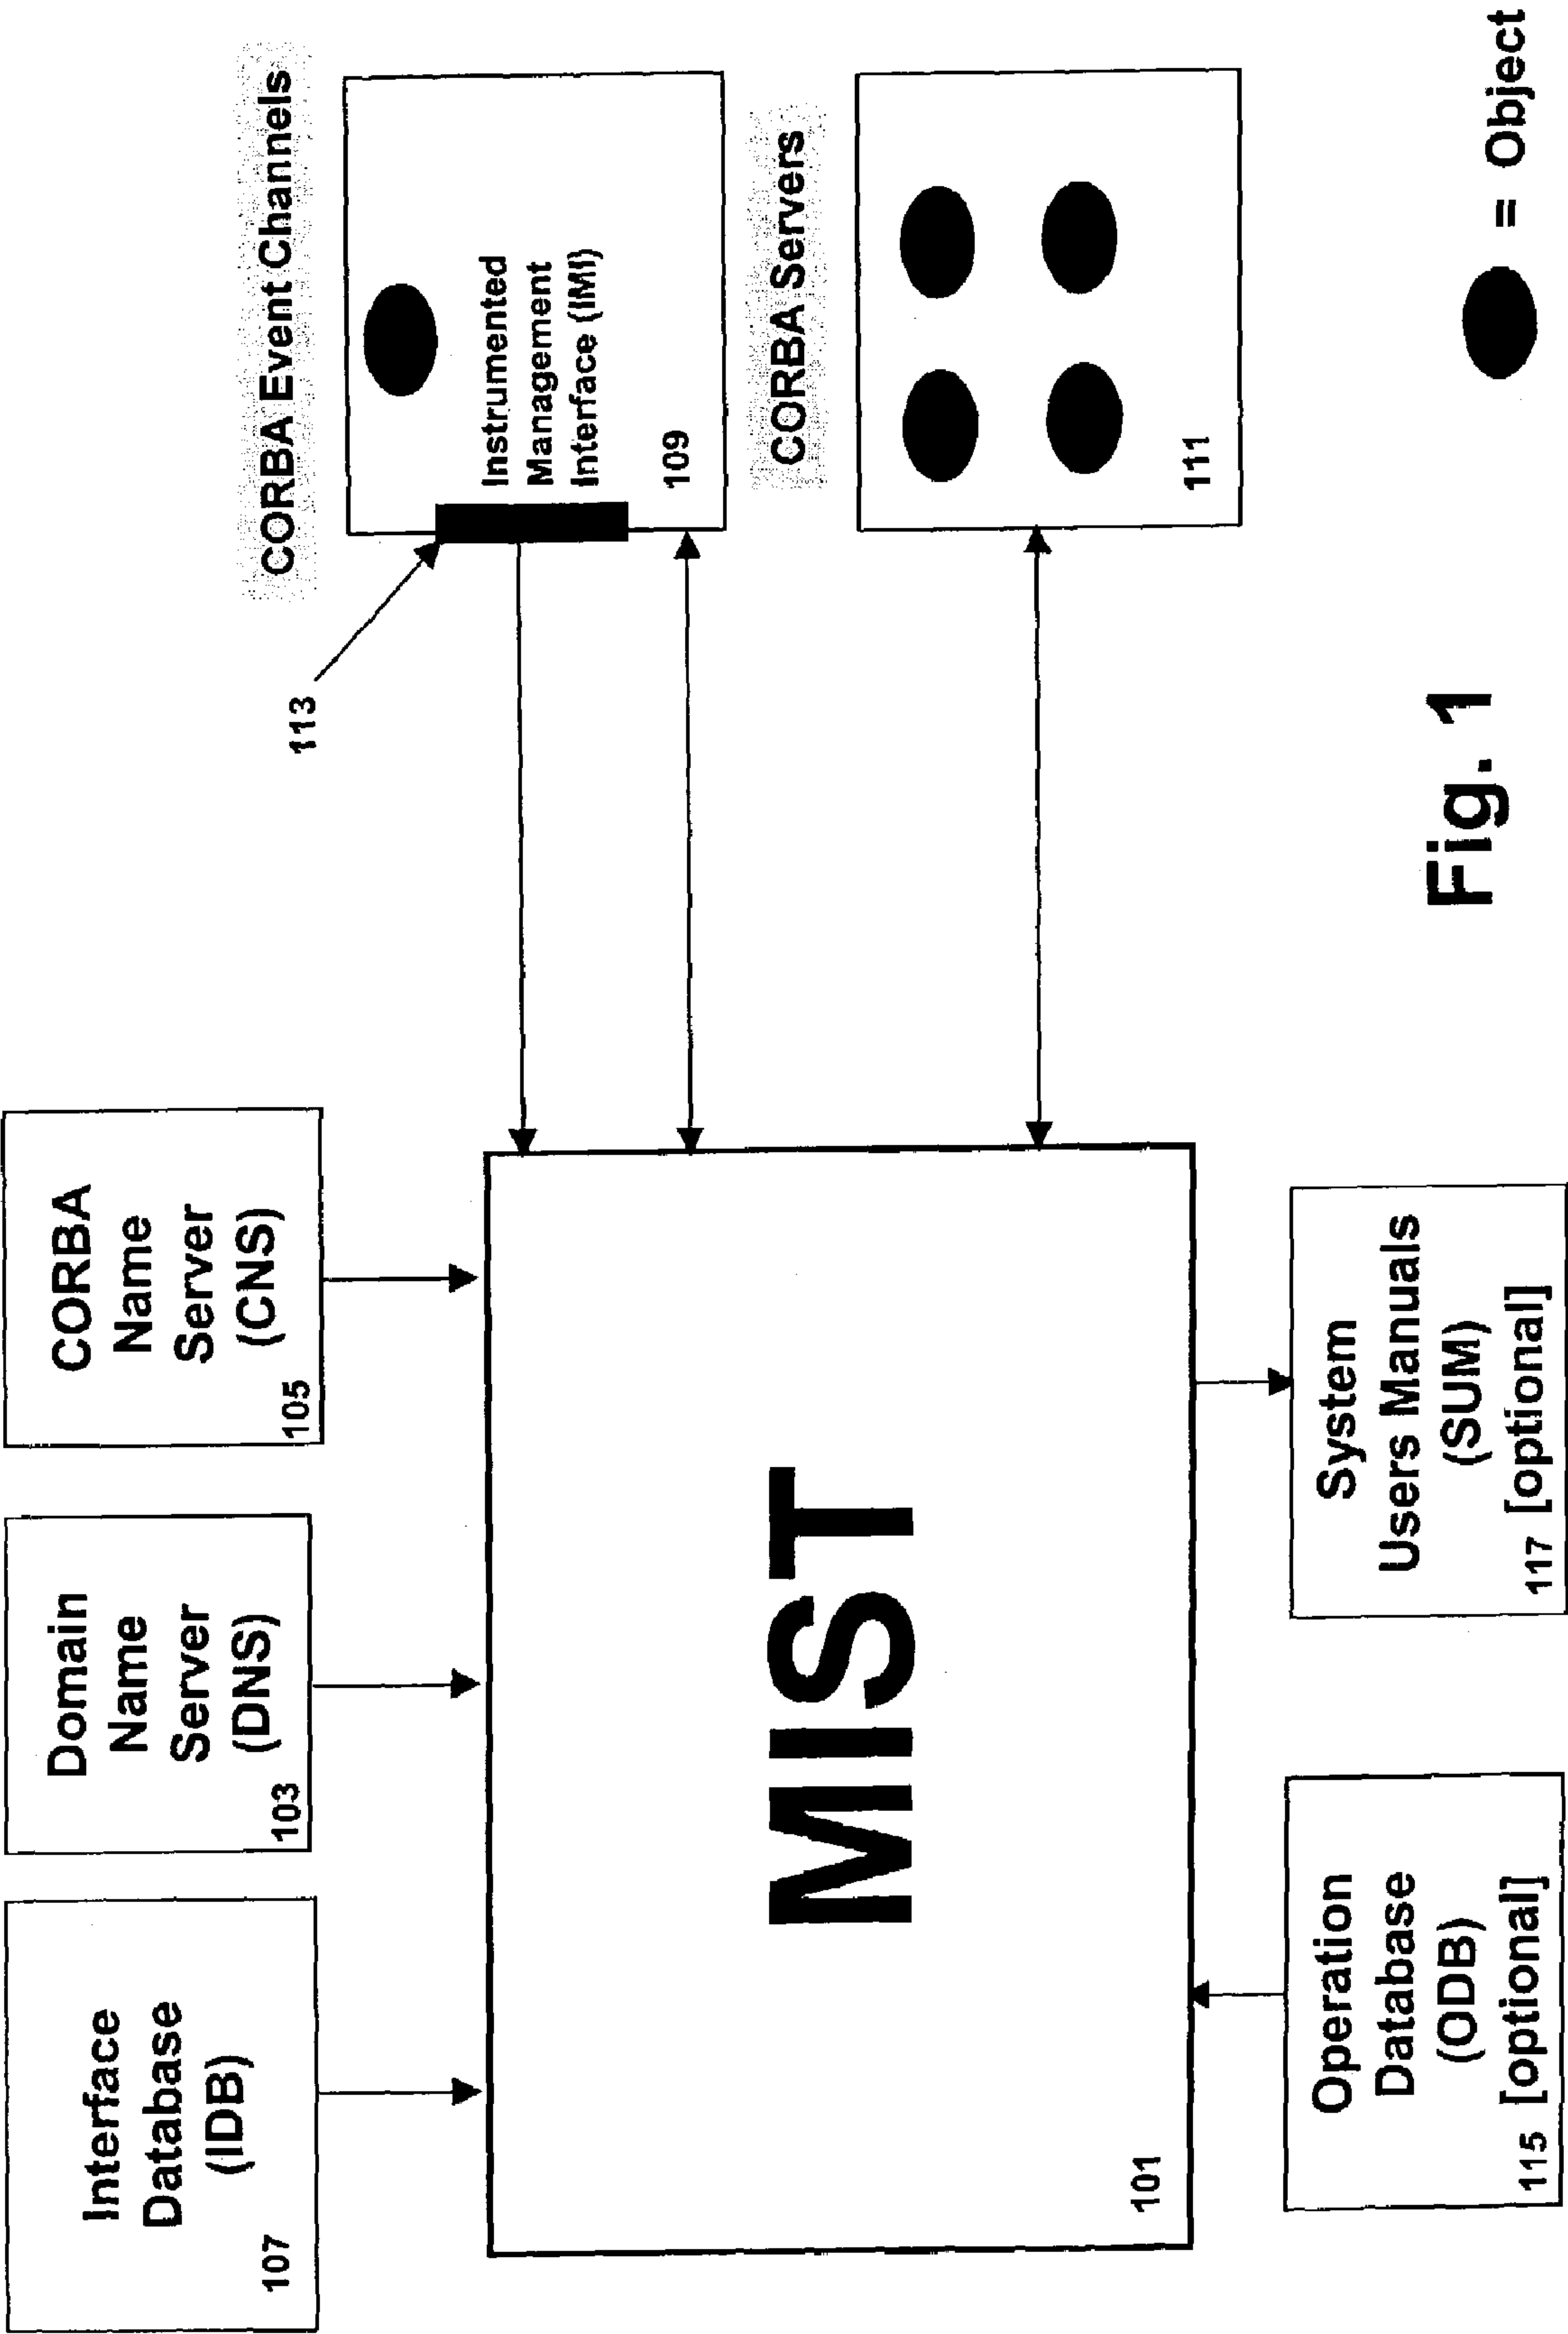 Interface
Database
(IDB)
107
Domain
Name
Server
(DNS)
103
CORBA
Name
Server
(CNS)
105
CORBA Event Channels
113
Instrumented
Management
Interface (IMI)
109
MIST
101
CORBA Servers
111
Operation
Database
(ODB)
115 [optional]
System
Users Manuals
(SUM)
117 [optional]
Fig. 1
= Object